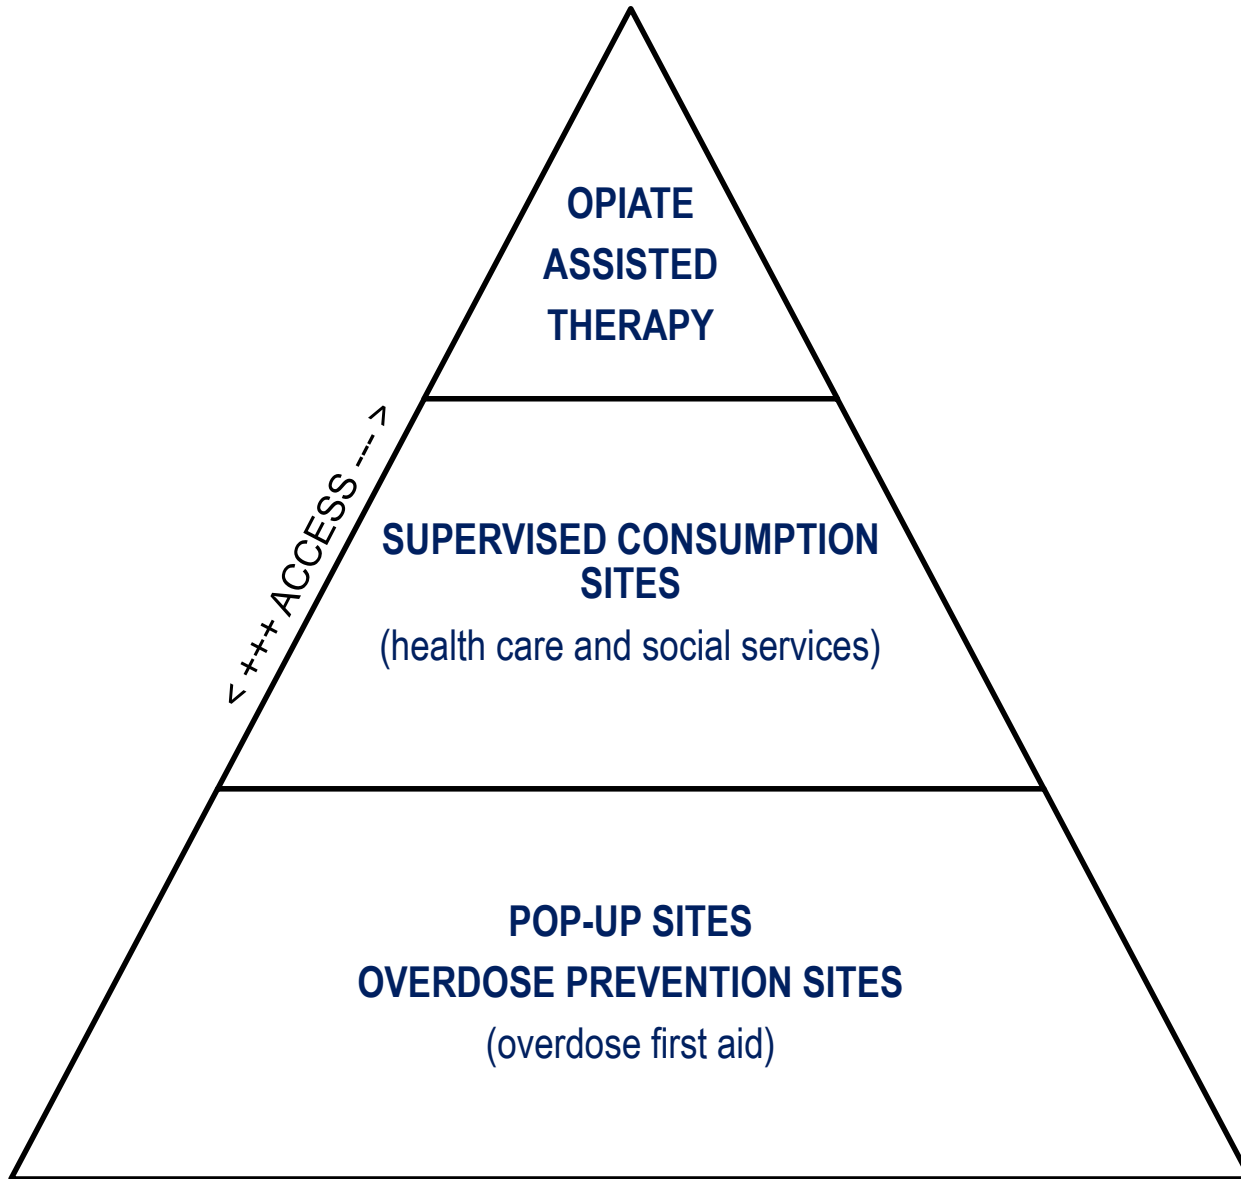 OPIATE
ASSISTED
THERAPY
< +++ ACCESS --- >
SUPERVISED CONSUMPTION
SITES
(health care and social services)
POP-UP SITES
OVERDOSE PREVENTION SITES
(overdose first aid)